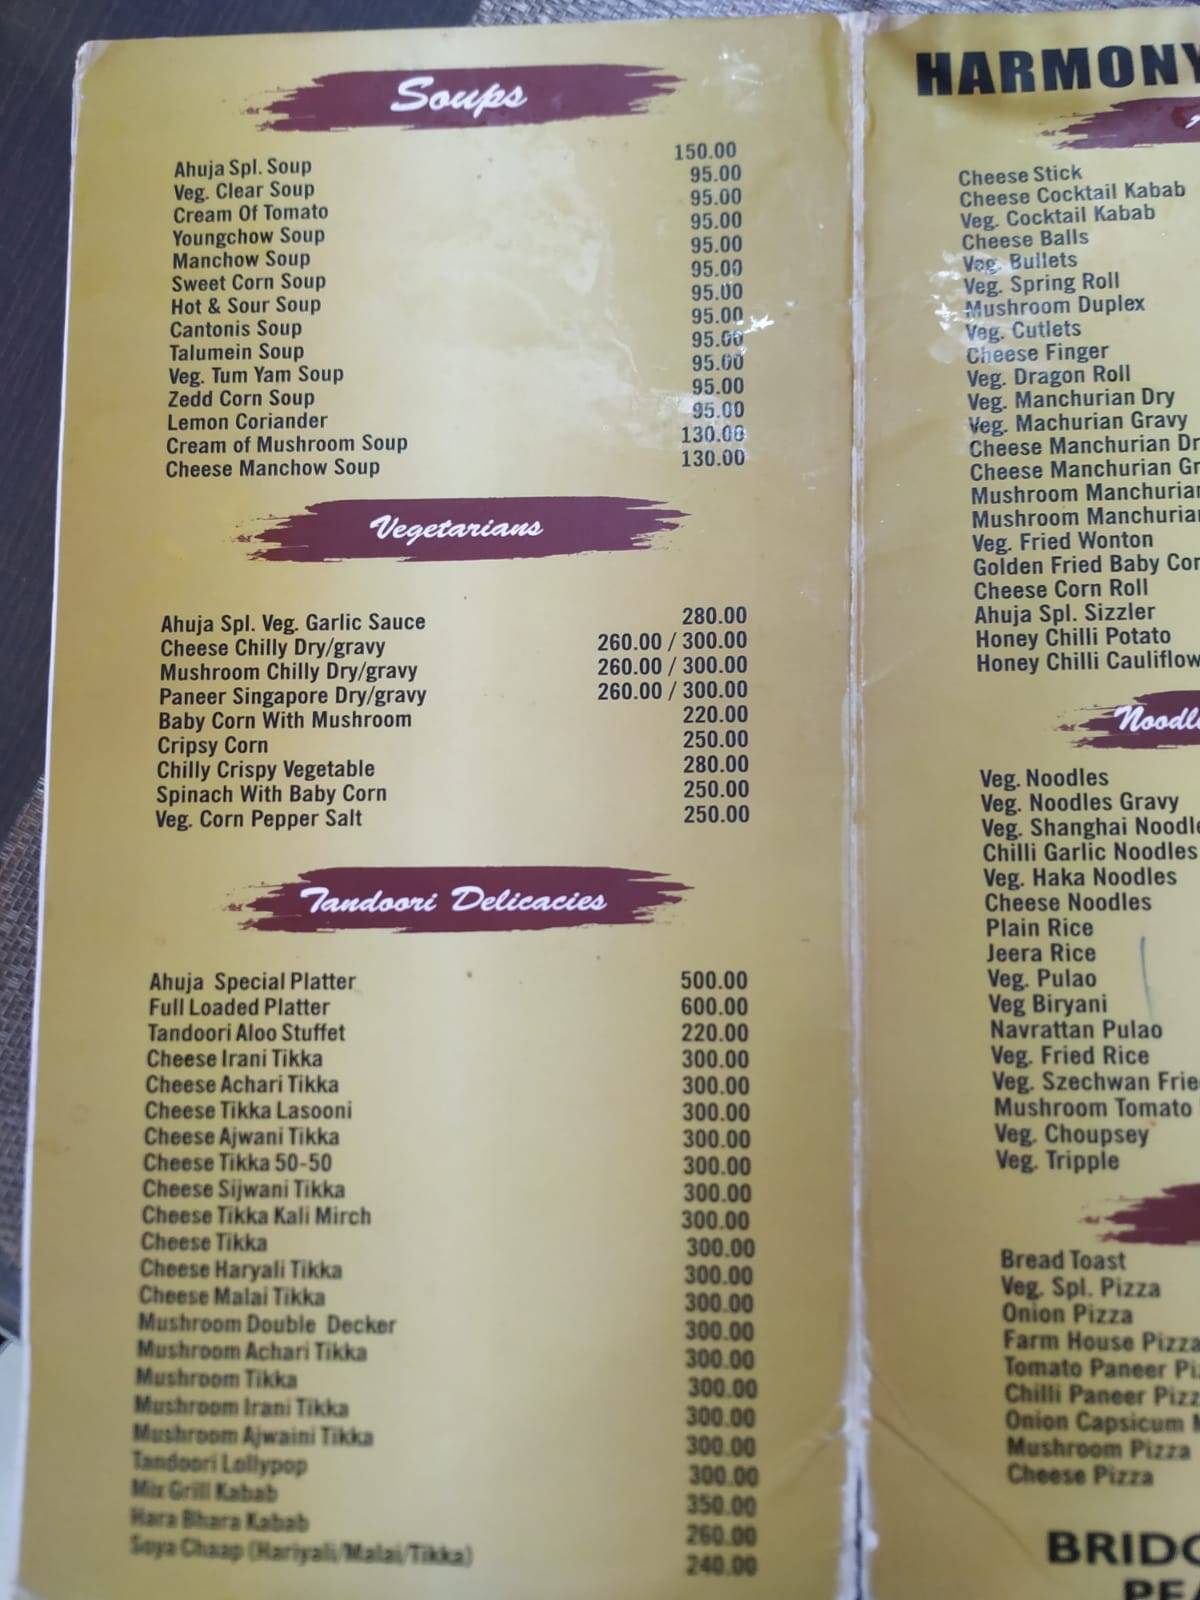 Soups
Ahuja Spl. Soup 150.00
Veg. Clear Soup 95.00
Cream Of Tomato 95.00
Youngchow Soup 95.00
Manchow Soup 95.00
Sweet Corn Soup 95.00
Hot & Sour Soup 95.00
Cantonis Soup 95.00
Talumein Soup 95.00
Veg. Tum Yam Soup 95.00
Zedd Corn Soup 95.00
Lemon Coriander 95.00
Cream of Mushroom Soup 130.00
Cheese Manchow Soup 130.00
Vegetarians
Ahuja Spl. Veg. Garlic Sauce 280.00
Cheese Chilly Dry/gravy 260.00 / 300.00
Mushroom Chilly Dry/gravy 260.00 / 300.00
Paneer Singapore Dry/gravy 260.00 / 300.00
Baby Corn With Mushroom 220.00
Cripsy Corn 250.00
Chilly Crispy Vegetable 280.00
Spinach With Baby Corn 250.00
Veg. Corn Pepper Salt 250.00
Tandoori Delicacies
Ahuja Special Platter 500.00
Full Loaded Platter 600.00
Tandoori Aloo Stuffet 220.00
Cheese Irani Tikka 300.00
Cheese Achari Tikka 300.00
Cheese Tikka Lasooni 300.00
Cheese Ajwani Tikka 300.00
Cheese Tikka 50-50 300.00
Cheese Sijwani Tikka 300.00
Cheese Tikka Kali Mirch 300.00
Cheese Tikka 300.00
Cheese Haryali Tikka 300.00
Cheese Malai Tikka 300.00
Mushroom Double Decker 300.00
Mushroom Achari Tikka 300.00
Mushroom Tikka 300.00
Mushroom Irani Tikka 300.00
Mushroom Ajwaini Tikka 300.00
Tandoori Lollypop 300.00
Mix Grill Kabab 350.00
Hara Bhara Kabab 260.00
Soya Chaap (Hariyali/Malai/Tikka) 240.00
HARMONY
Cheese Stick
Cheese Cocktail Kabab
Veg. Cocktail Kabab
Cheese Balls
Veg. Bullets
Veg. Spring Roll
Mushroom Duplex
Veg. Cutlets
Cheese Finger
Veg. Dragon Roll
Veg. Manchurian Dry
Veg. Machurian Gravy
Cheese Manchurian Dr
Cheese Manchurian Gr
Mushroom Manchurian
Mushroom Manchurian
Veg. Fried Wonton
Golden Fried Baby Cor
Cheese Corn Roll
Ahuja Spl. Sizzler
Honey Chilli Potato
Honey Chilli Cauliflow
Noodl
Veg. Noodles
Veg. Noodles Gravy
Veg. Shanghai Noodle
Chilli Garlic Noodles
Veg. Haka Noodles
Cheese Noodles
Plain Rice
Jeera Rice
Veg. Pulao
Veg Biryani
Navrattan Pulao
Veg. Fried Rice
Veg. Szechwan Frie
Mushroom Tomato
Veg. Choupsey
Veg. Tripple
Bread Toast
Veg. Spl. Pizza
Onion Pizza
Farm House Pizza
Tomato Paneer Pi
Chilli Paneer Pizz
Onion Capsicum
Mushroom Pizza
Cheese Pizza
BRIDG
PEA